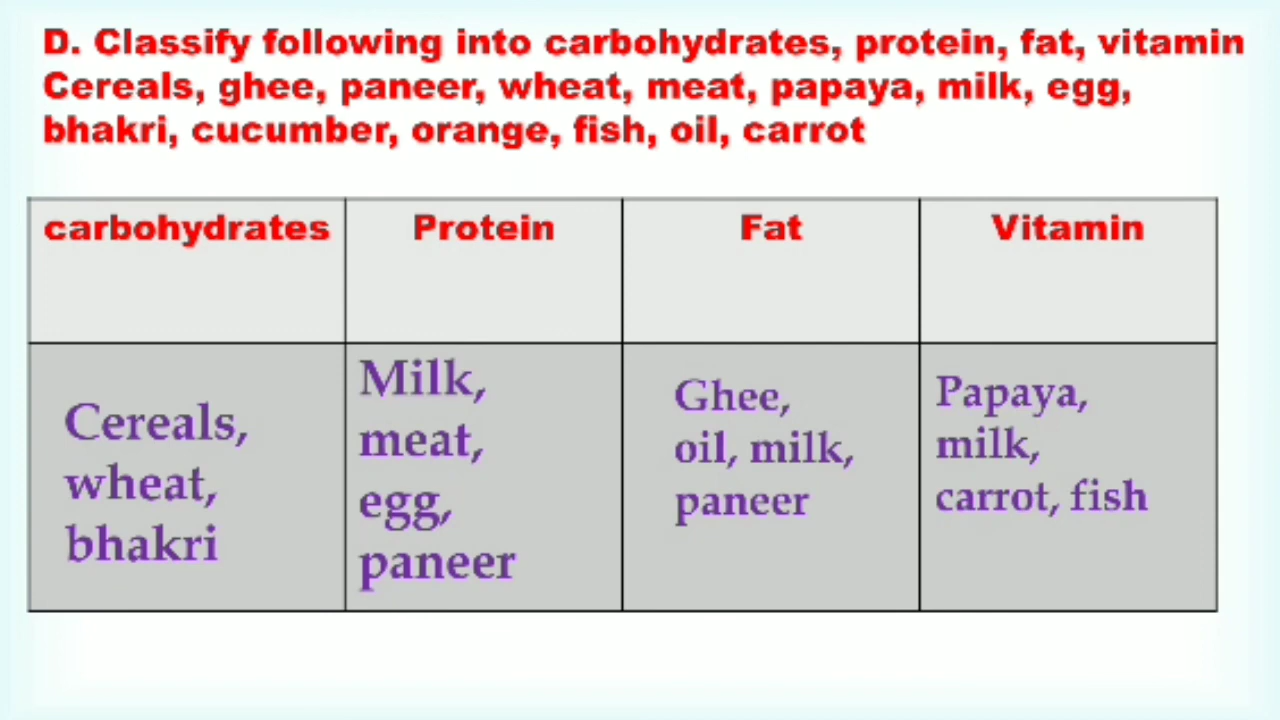 D. Classify following into carbohydrates, protein, fat, vitamin
Cereals, ghee, paneer, wheat, meat, papaya, milk, egg,
bhakri, cucumber, orange, fish, oil, carrot
carbohydrates
Protein
Fat
Vitamin
Cereals,
wheat,
bhakri
Milk,
meat,
egg,
paneer
Ghee,
oil, milk,
paneer
Papaya,
milk,
carrot, fish